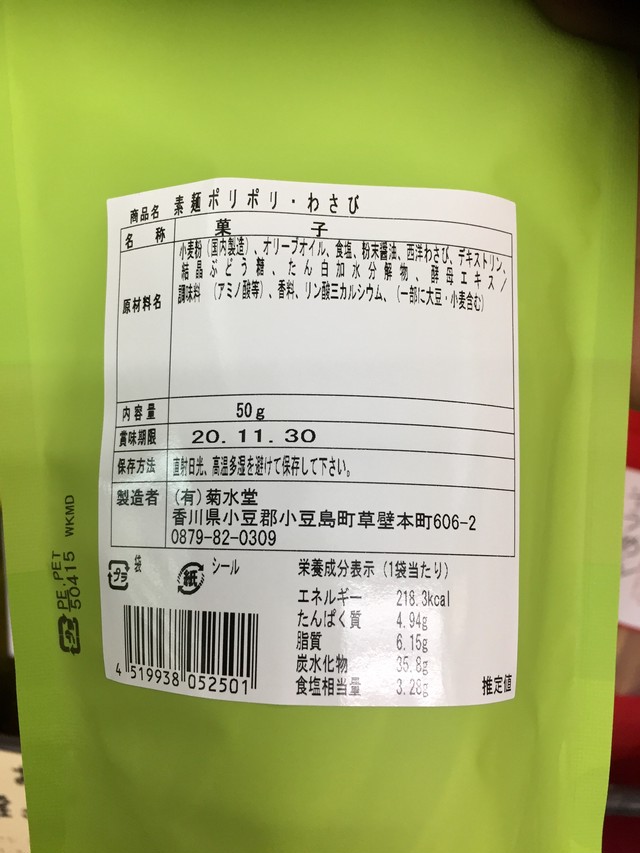 商品名 素麺ポリポリ・わさび
名称 菓子
原材料名 小麦粉（国内製造）、オリーブオイル、食塩、粉末醤油、西洋わさび、デキストリン、
結晶ぶどう糖、たん白加水分解物、酵母エキス／
調味料（アミノ酸等）、香料、リン酸三カルシウム、（一部に大豆・小麦含む）
内容量 50g
賞味期限 20.11.30
保存方法 直射日光、高温多湿を避けて保存して下さい。
製造者 (有)菊水堂
香川県小豆郡小豆島町草壁本町606-2
0879-82-0309
プラ 袋 紙 シール
栄養成分表示（1袋当たり）
エネルギー 218.3kcal
たんぱく質 4.94g
脂質 6.15g
炭水化物 35.8g
食塩相当量 3.28g 推定値
4 519938 052501
プラ PE・PET
50415 WKMD